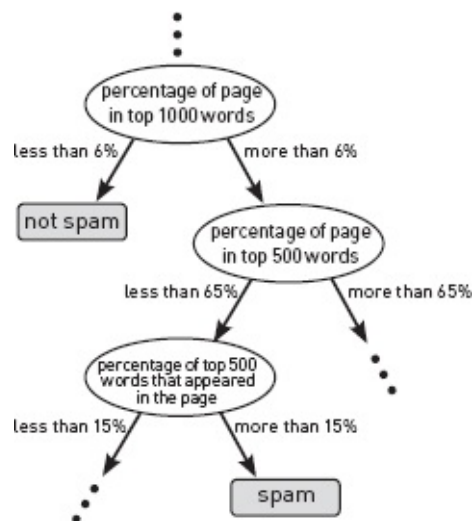 percentage of page
in top 1000 words
less than 6%
more than 6%
not spam
percentage of page
in top 500 words
less than 65%
more than 65%
percentage of top 500
words that appeared
in the page
less than 15%
more than 15%
spam